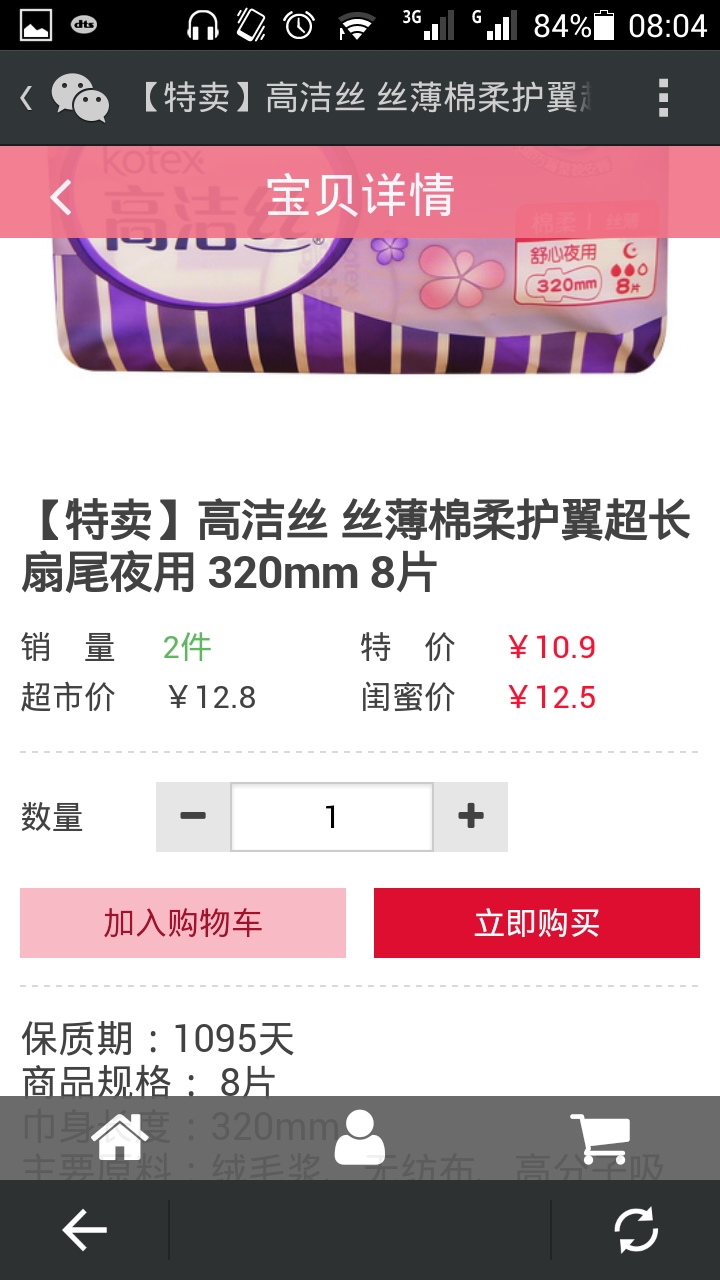 dts
3G
G
84%
08:04
【特卖】高洁丝 丝薄棉柔护翼超
kotex
宝贝详情
高洁丝®
棉柔 | 丝薄
舒心夜用
320mm
8片
【特卖】高洁丝 丝薄棉柔护翼超长
扇尾夜用 320mm 8片
销 量 2件 特 价 ￥10.9
超市价 ￥12.8 闺蜜价 ￥12.5
数量 − 1 +
加入购物车 立即购买
保质期：1095天
商品规格： 8片
巾身长度：320mm
主要原料：绒毛浆、无纺布、高分子吸